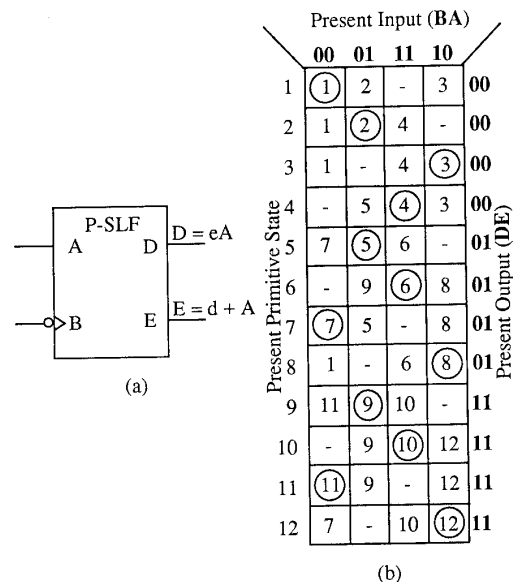 Present Input (BA)
00 01 11 10
1 1 2 - 3 00
2 1 2 4 - 00
3 1 - 4 3 00
4 - 5 4 3 00
5 7 5 6 - 01
6 - 9 6 8 01
7 7 5 - 8 01
8 1 - 6 8 01
9 11 9 10 - 11
10 - 9 10 12 11
11 11 9 - 12 11
12 7 - 10 12 11
Present Primitive State
Present Output (DE)
(b)
P-SLF
A D D = eA
B E E = d + A
(a)